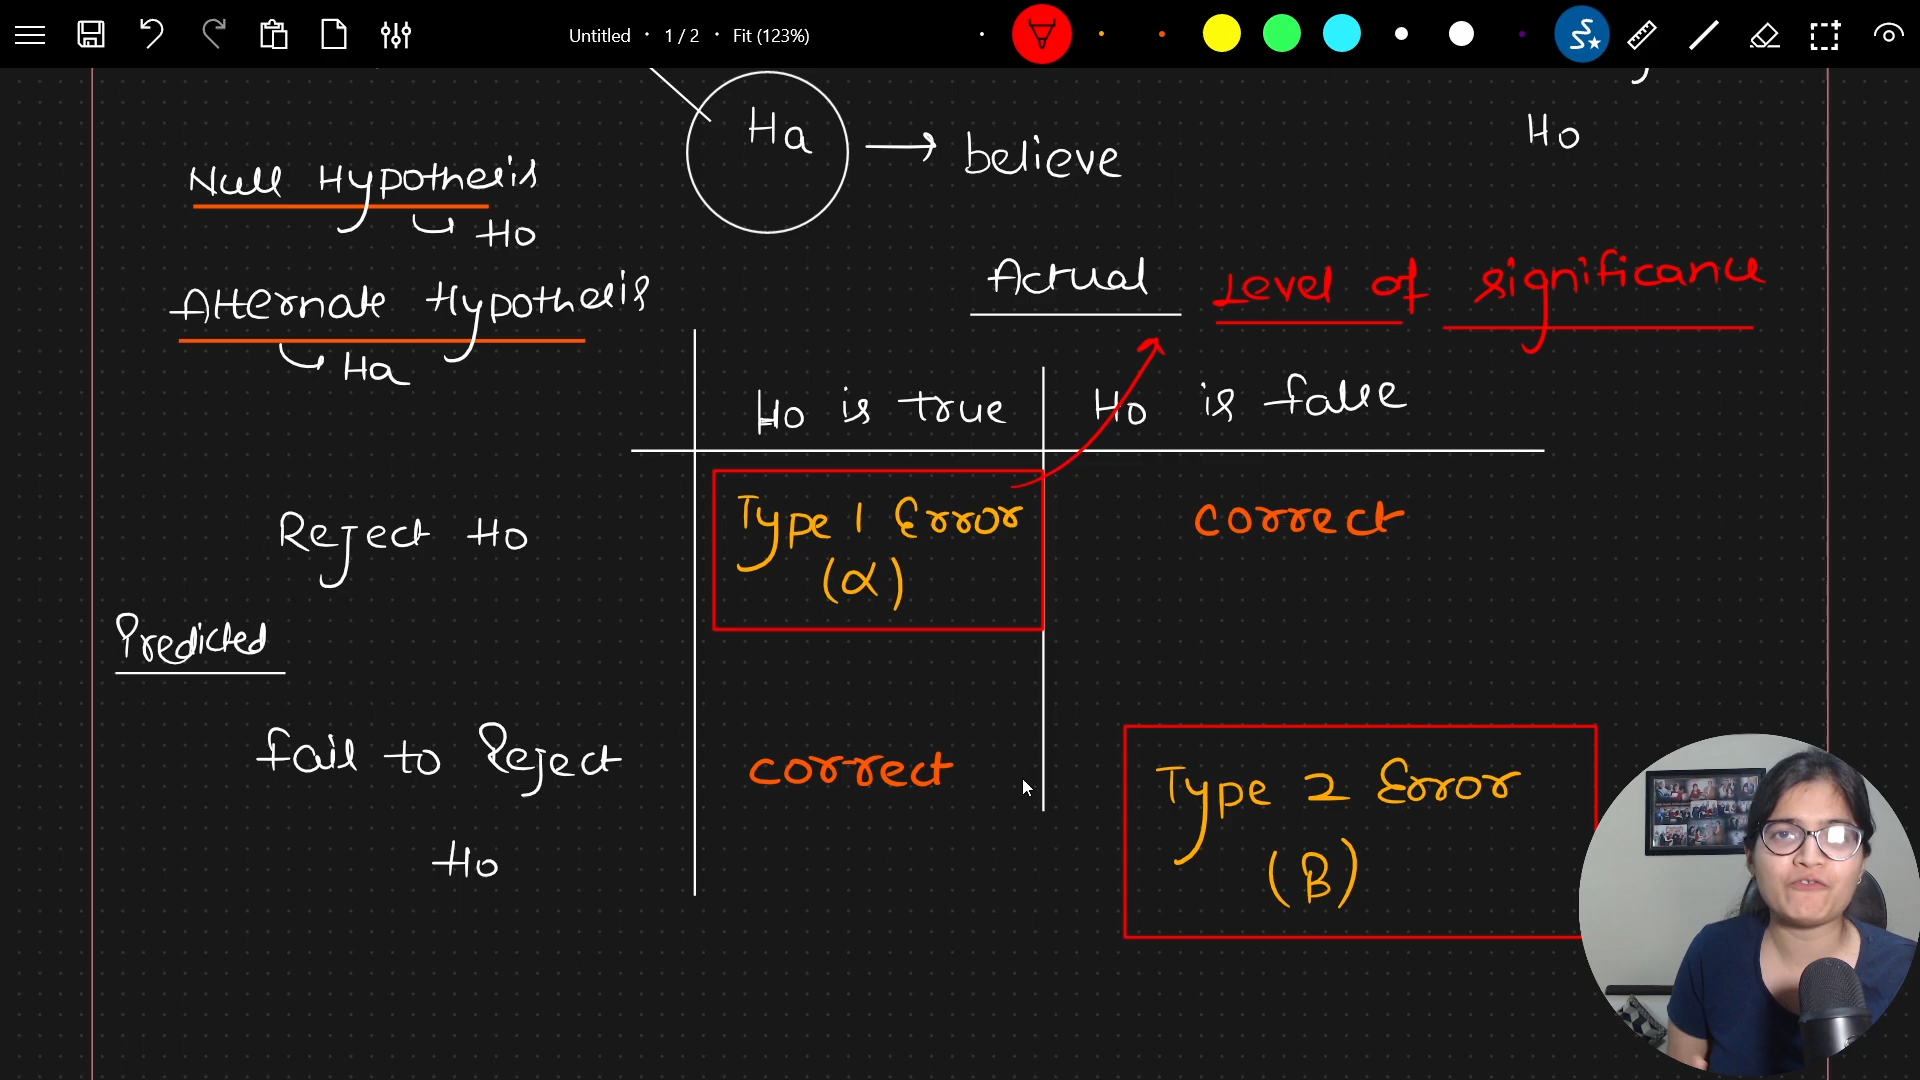 Untitled • 1 / 2 • Fit (123%)
Ha → believe
Ho
Null Hypothesis
Ho
Alternate Hypothesis
Ha
Actual
Level of significance
Ho is true
Ho is false
Reject Ho
Type 1 Error
(α)
correct
Predicted
fail to Reject
Ho
correct
Type 2 Error
(β)